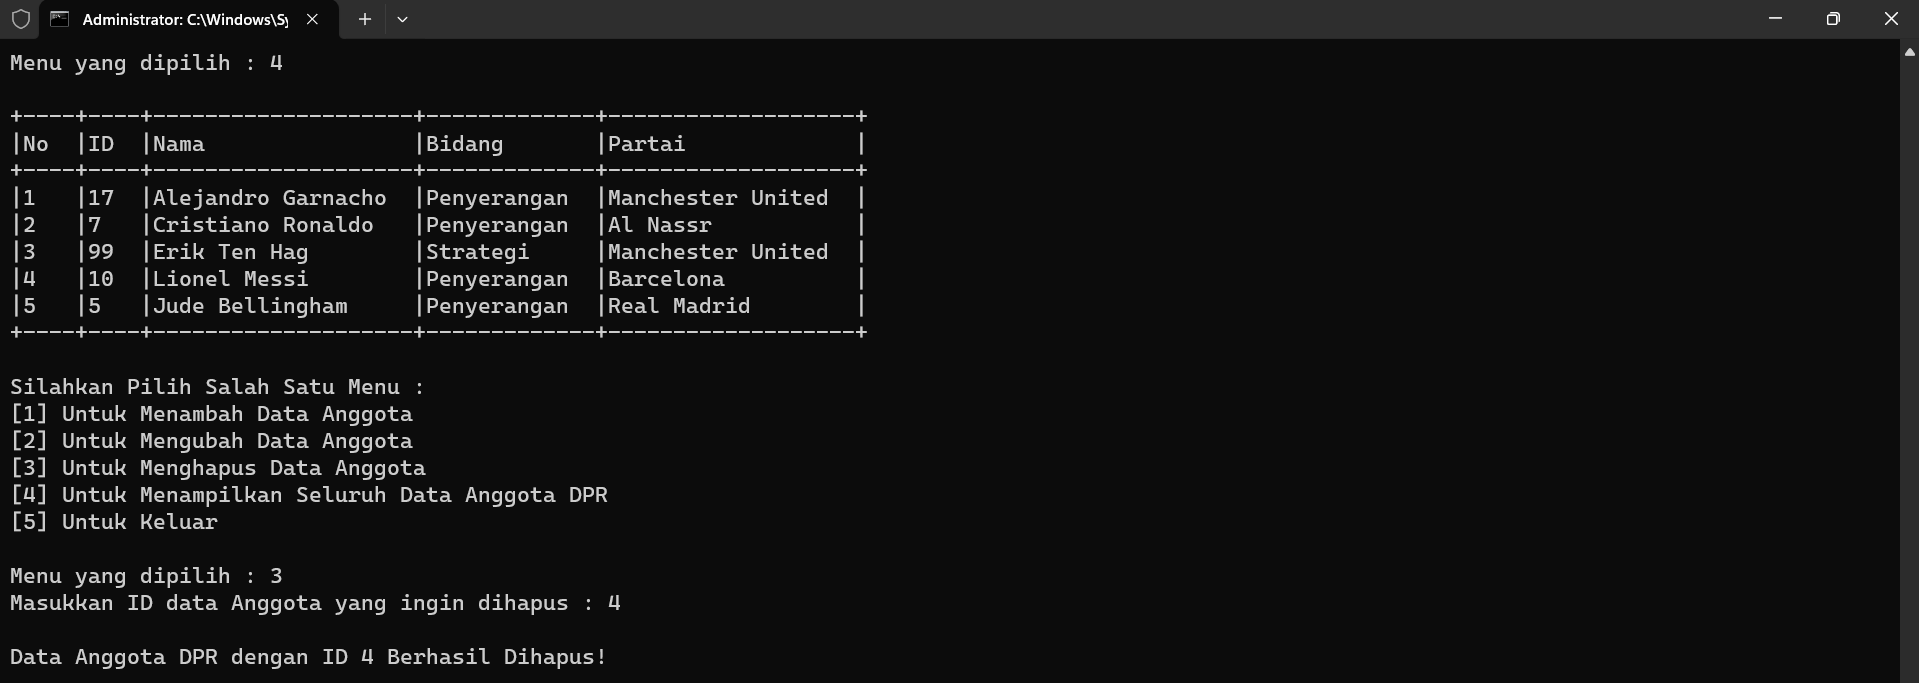 Administrator: C:\Windows\Sy
Menu yang dipilih : 4
+----+----+--------------------+-------------+-------------------+
|No  |ID  |Nama                |Bidang       |Partai             |
+----+----+--------------------+-------------+-------------------+
|1   |17  |Alejandro Garnacho  |Penyerangan  |Manchester United  |
|2   |7   |Cristiano Ronaldo   |Penyerangan  |Al Nassr           |
|3   |99  |Erik Ten Hag        |Strategi     |Manchester United  |
|4   |10  |Lionel Messi        |Penyerangan  |Barcelona          |
|5   |5   |Jude Bellingham     |Penyerangan  |Real Madrid        |
+----+----+--------------------+-------------+-------------------+
Silahkan Pilih Salah Satu Menu :
[1] Untuk Menambah Data Anggota
[2] Untuk Mengubah Data Anggota
[3] Untuk Menghapus Data Anggota
[4] Untuk Menampilkan Seluruh Data Anggota DPR
[5] Untuk Keluar
Menu yang dipilih : 3
Masukkan ID data Anggota yang ingin dihapus : 4
Data Anggota DPR dengan ID 4 Berhasil Dihapus!